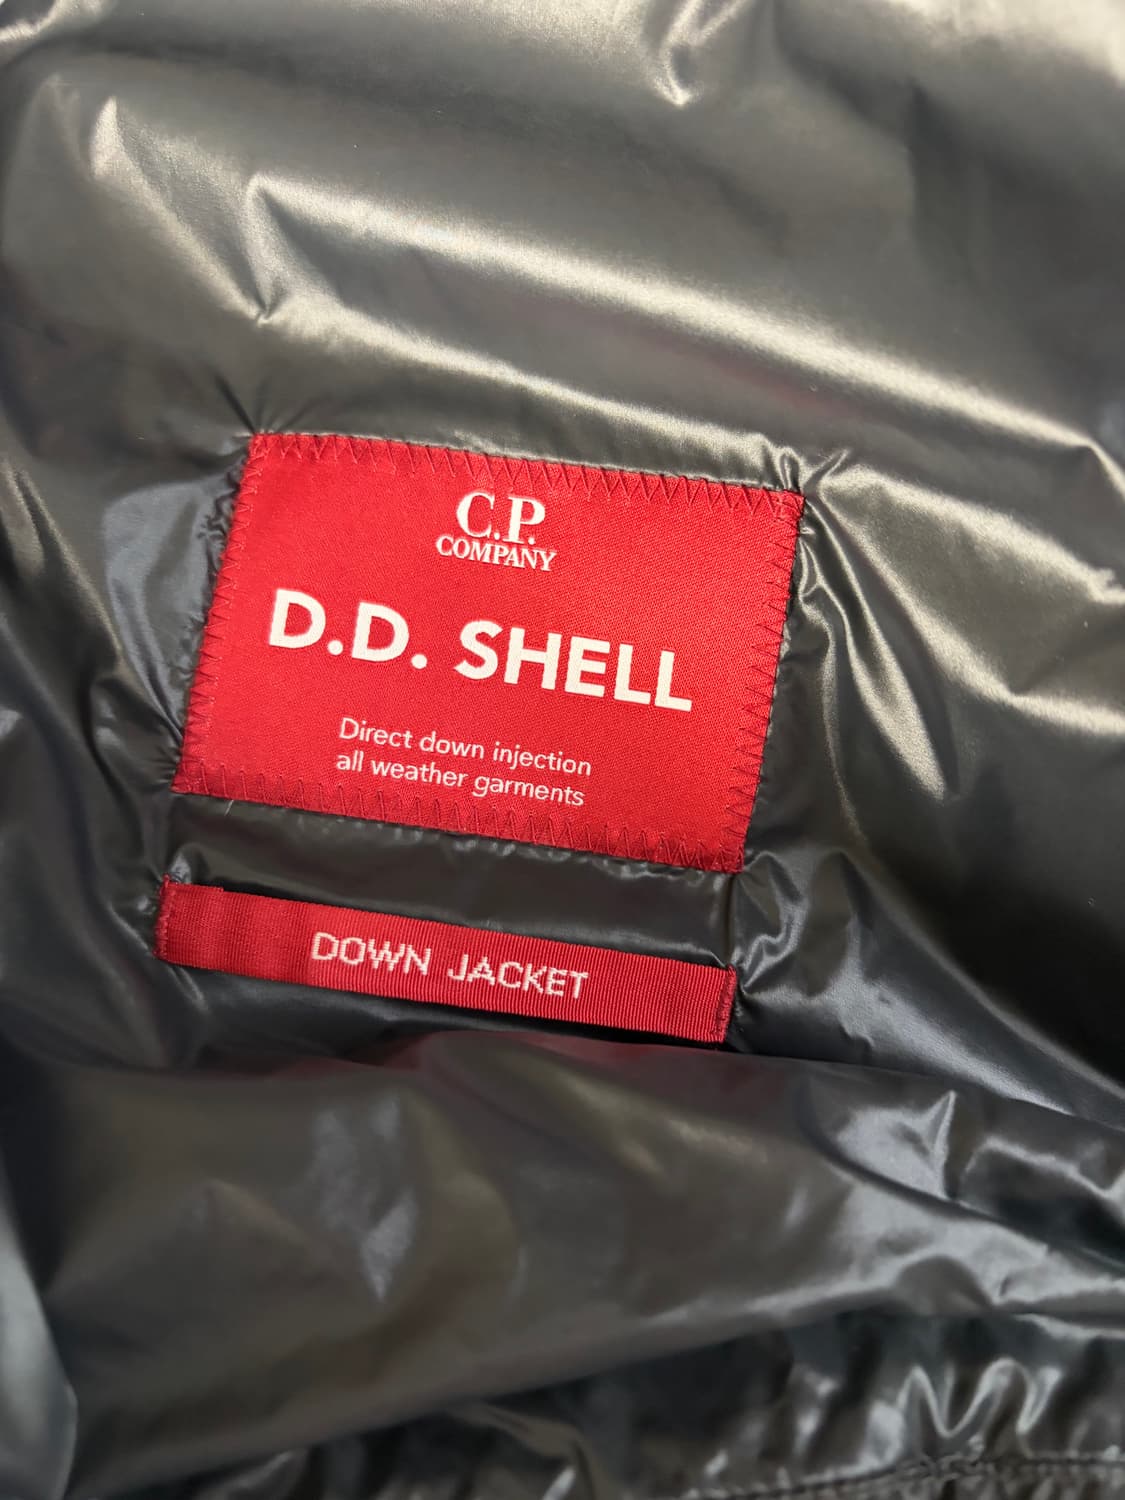 C.P.
COMPANY
D.D. SHELL
Direct down injection
all weather garments
DOWN JACKET